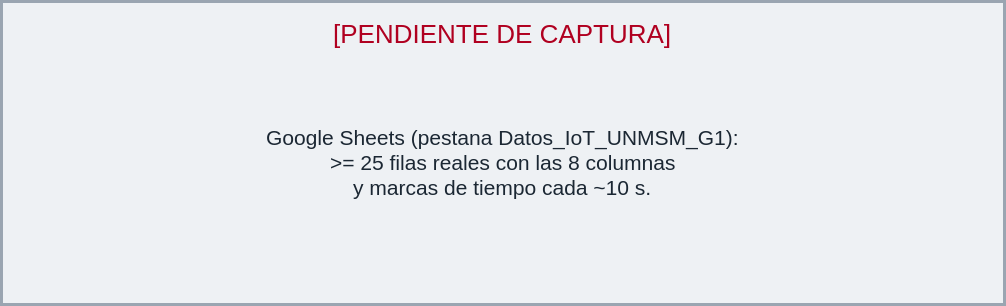 [PENDIENTE DE CAPTURA]
Google Sheets (pestana Datos_IoT_UNMSM_G1):
>= 25 filas reales con las 8 columnas
y marcas de tiempo cada ~10 s.